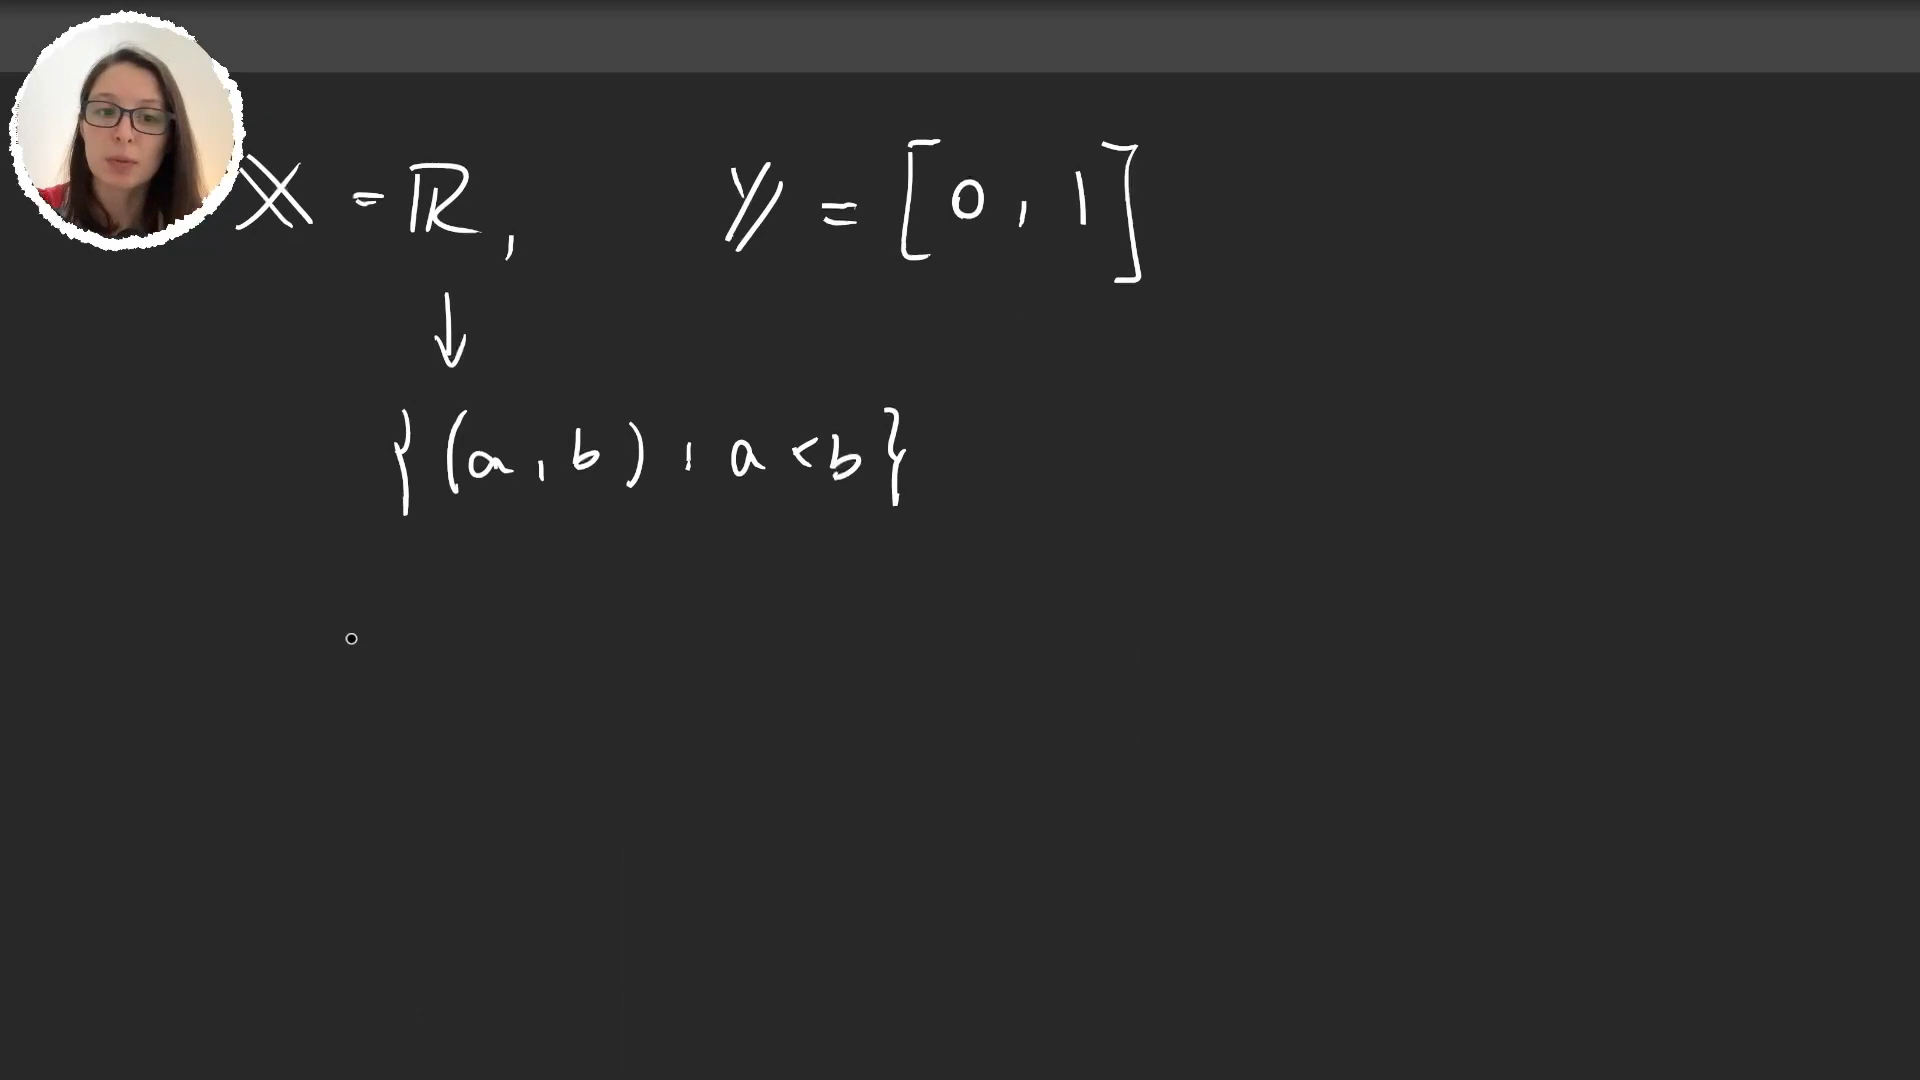 𝕏 = ℝ, 𝕐 = [0, 1]
↓
{(a, b) : a < b}